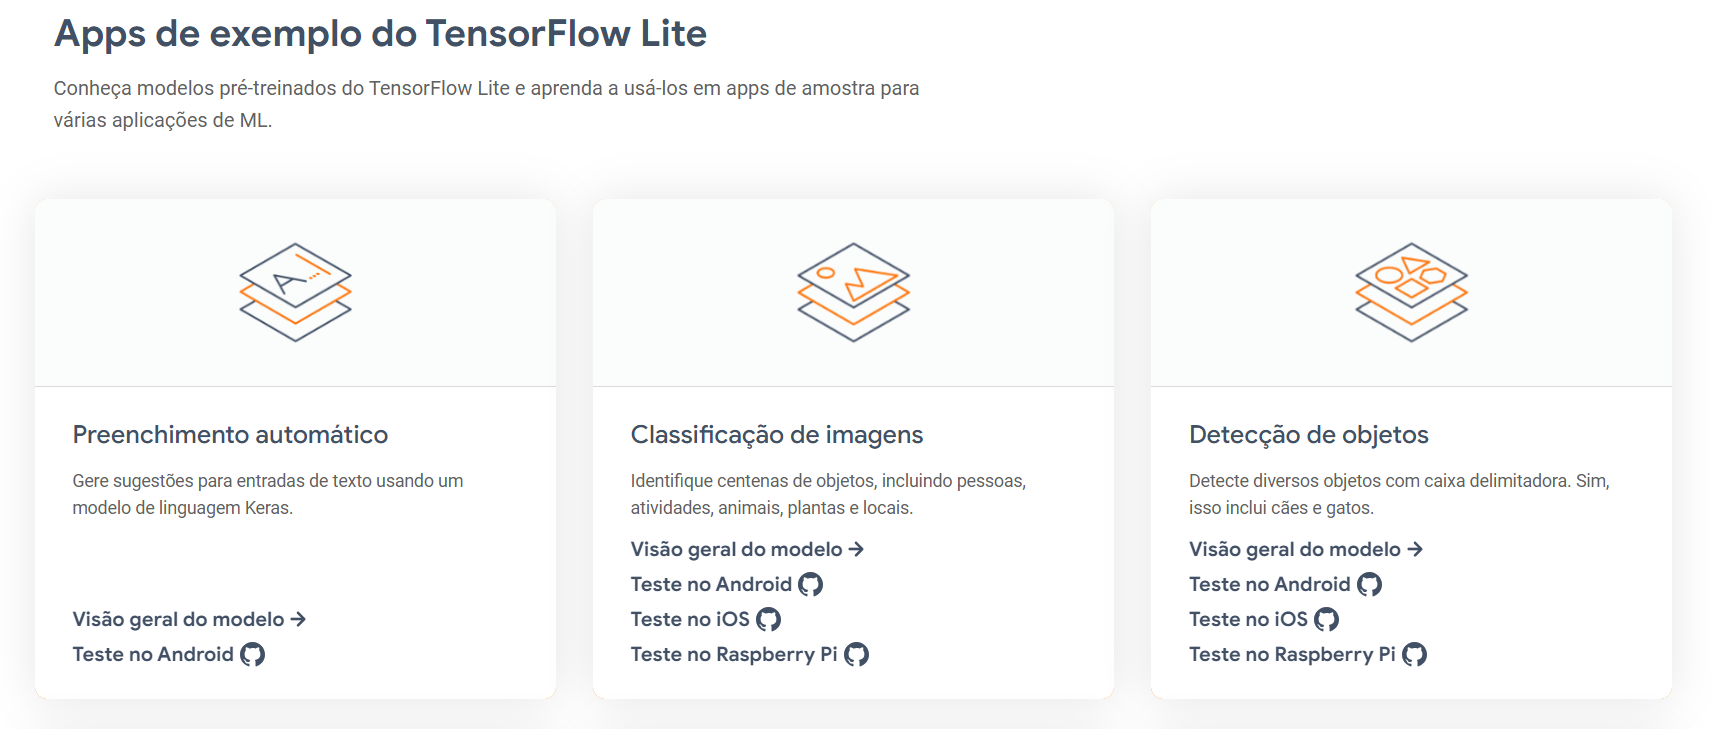 Apps de exemplo do TensorFlow Lite
Conheça modelos pré-treinados do TensorFlow Lite e aprenda a usá-los em apps de amostra para
várias aplicações de ML.
Preenchimento automático
Gere sugestões para entradas de texto usando um
modelo de linguagem Keras.
Visão geral do modelo →
Teste no Android
Classificação de imagens
Identifique centenas de objetos, incluindo pessoas,
atividades, animais, plantas e locais.
Visão geral do modelo →
Teste no Android
Teste no iOS
Teste no Raspberry Pi
Detecção de objetos
Detecte diversos objetos com caixa delimitadora. Sim,
isso inclui cães e gatos.
Visão geral do modelo →
Teste no Android
Teste no iOS
Teste no Raspberry Pi